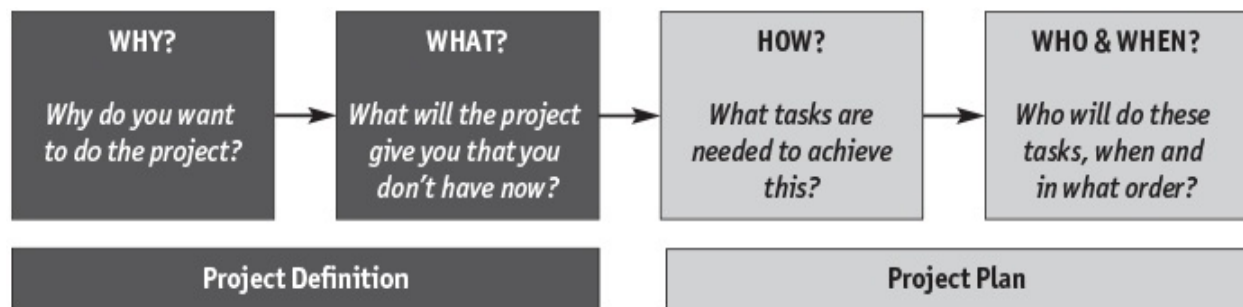 WHY?
Why do you want
to do the project?
WHAT?
What will the project
give you that you
don't have now?
HOW?
What tasks are
needed to achieve
this?
WHO & WHEN?
Who will do these
tasks, when and
in what order?
Project Definition
Project Plan